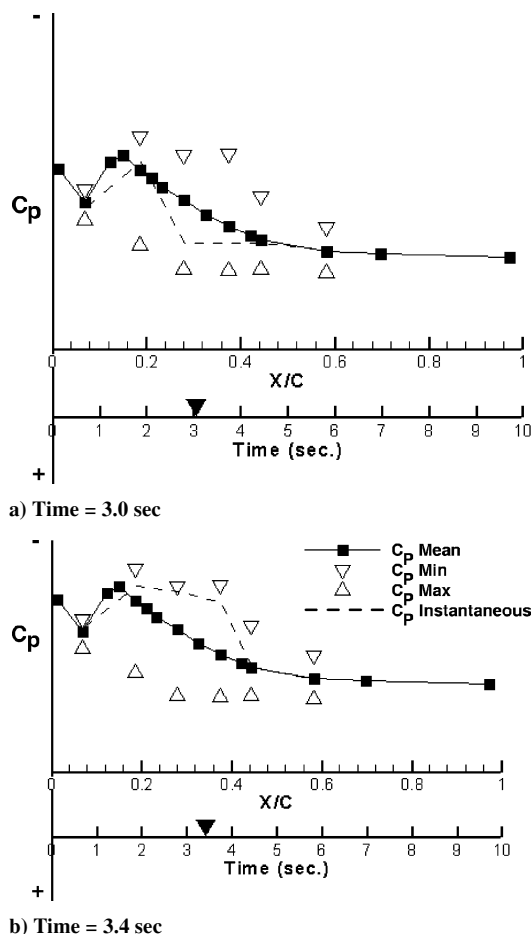 -
Cp
0 0.2 0.4 0.6 0.8 1
X/C
0 1 2 3 4 5 6 7 8 9 10
Time (sec.)
+
a) Time = 3.0 sec
-
Cp Mean
Cp Min
Cp Max
Cp Instantaneous
Cp
0 0.2 0.4 0.6 0.8 1
X/C
0 1 2 3 4 5 6 7 8 9 10
Time (sec.)
+
b) Time = 3.4 sec